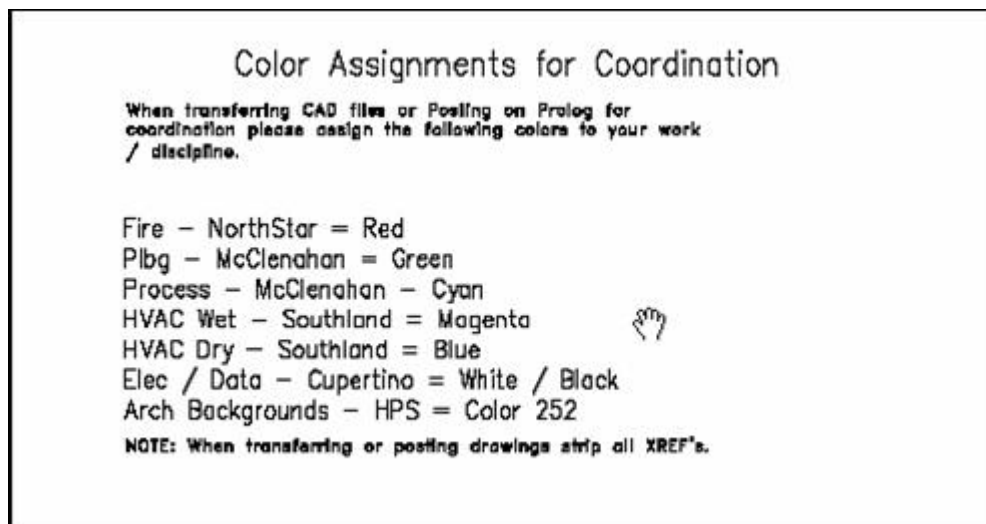 Color Assignments for Coordination
When transferring CAD files or Posting on Prolog for
coordination please assign the following colors to your work
/ discipline.
Fire – NorthStar = Red
Plbg – McClenahan = Green
Process – McClenahan – Cyan
HVAC Wet – Southland = Magenta
HVAC Dry – Southland = Blue
Elec / Data – Cupertino = White / Black
Arch Backgrounds – HPS = Color 252
NOTE: When transferring or posting drawings strip all XREF's.